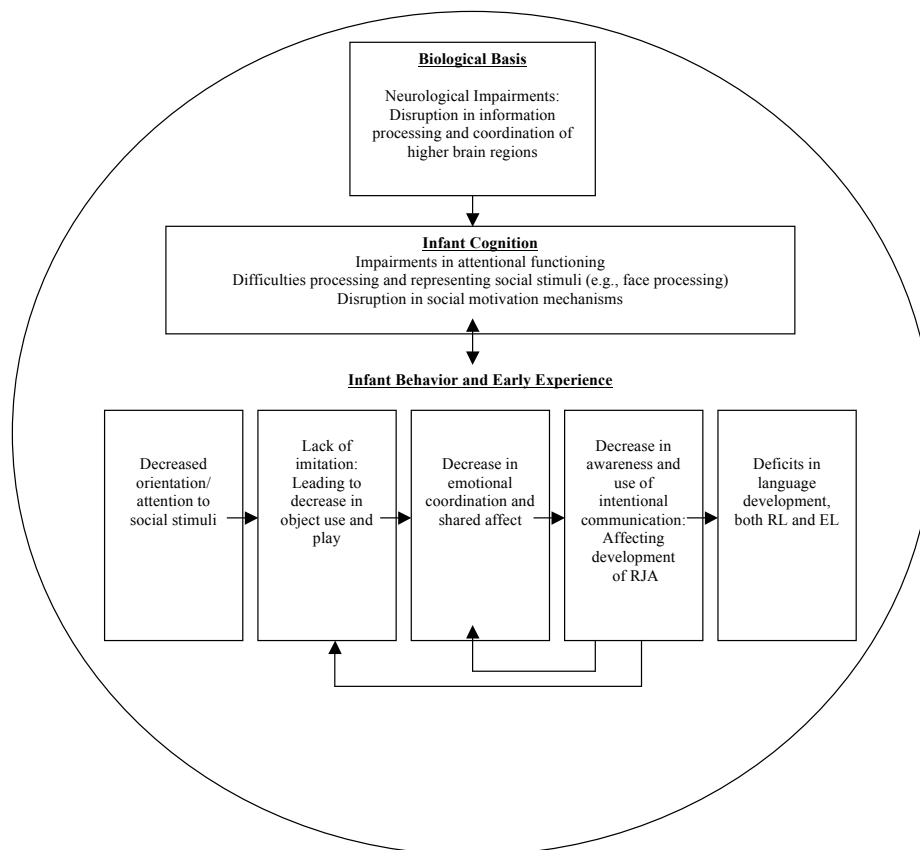 Biological Basis
Neurological Impairments:
Disruption in information
processing and coordination of
higher brain regions
Infant Cognition
Impairments in attentional functioning
Difficulties processing and representing social stimuli (e.g., face processing)
Disruption in social motivation mechanisms
Infant Behavior and Early Experience
Decreased
orientation/
attention to
social stimuli
Lack of
imitation:
Leading to
decrease in
object use and
play
Decrease in
emotional
coordination and
shared affect
Decrease in
awareness and
use of
intentional
communication:
Affecting
development
of RJA
Deficits in
language
development,
both RL and EL